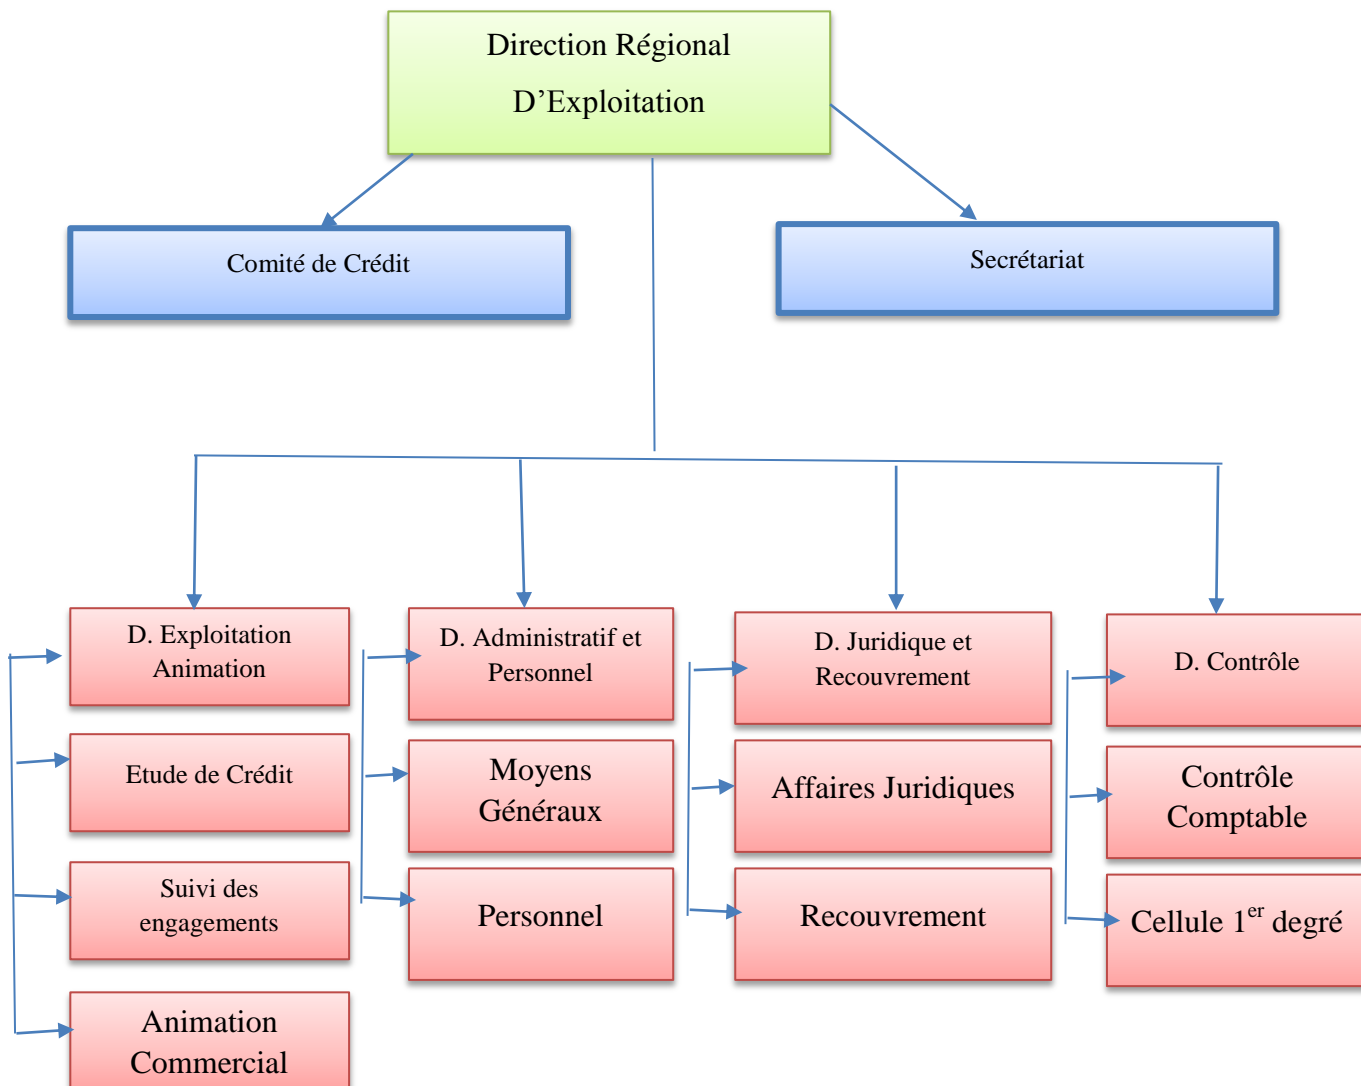 Direction Régional
D’Exploitation
Comité de Crédit
Secrétariat
D. Exploitation
Animation
D. Administratif et
Personnel
D. Juridique et
Recouvrement
D. Contrôle
Etude de Crédit
Moyens
Généraux
Affaires Juridiques
Contrôle
Comptable
Suivi des
engagements
Personnel
Recouvrement
Cellule 1er degré
Animation
Commercial